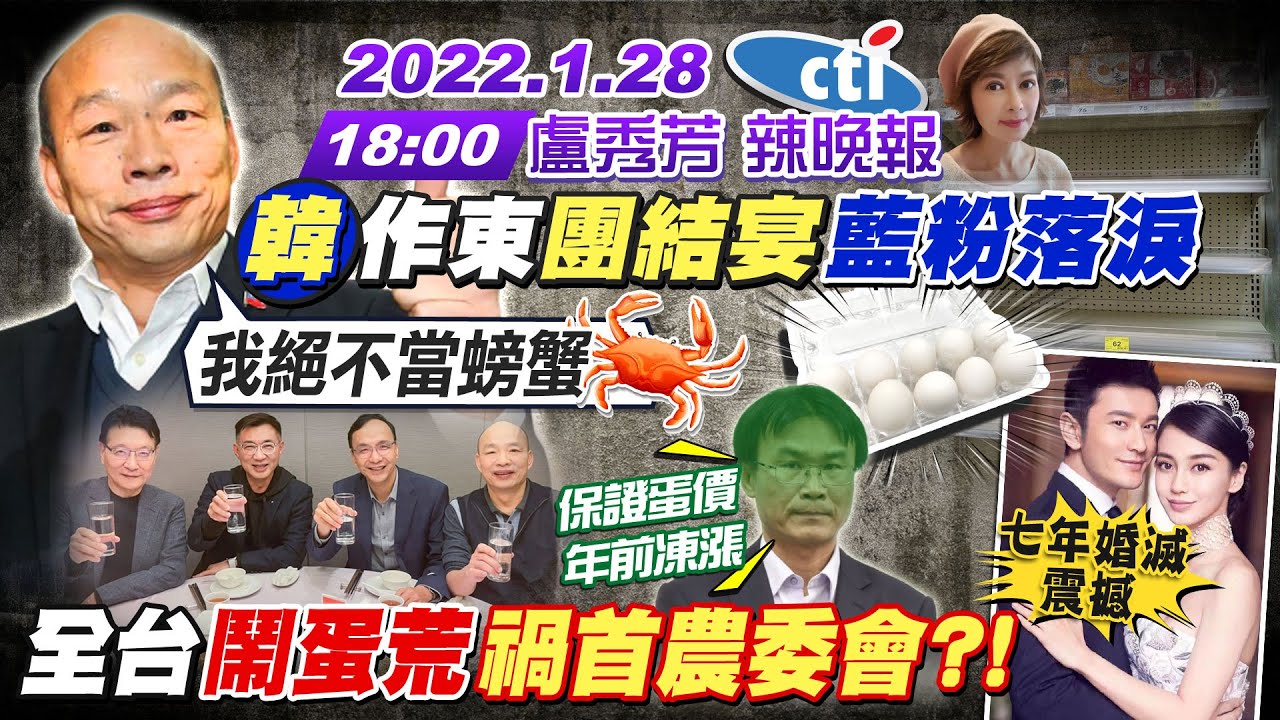 2022.1.28
cti
18:00 盧秀芳 辣晚報
韓作東團結宴藍粉落淚
我絕不當螃蟹
保證蛋價
年前凍漲
七年婚滅
震撼
全台鬧蛋荒禍首農委會?!
62